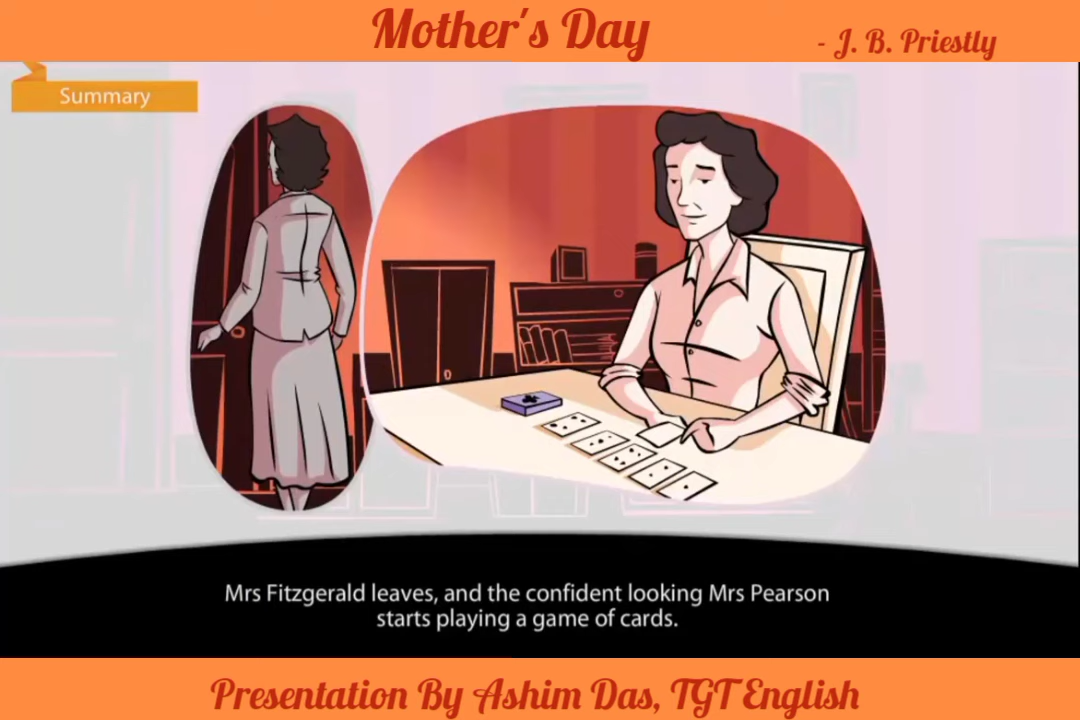 Mother's Day
- J. B. Priestly
Summary
Mrs Fitzgerald leaves, and the confident looking Mrs Pearson
starts playing a game of cards.
Presentation By Ashim Das, TGT English